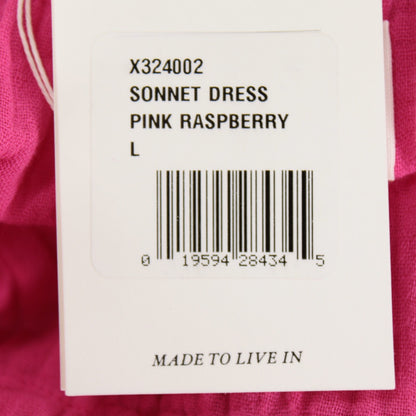 X324002
SONNET DRESS
PINK RASPBERRY
L
0 19594 28434 5
MADE TO LIVE IN